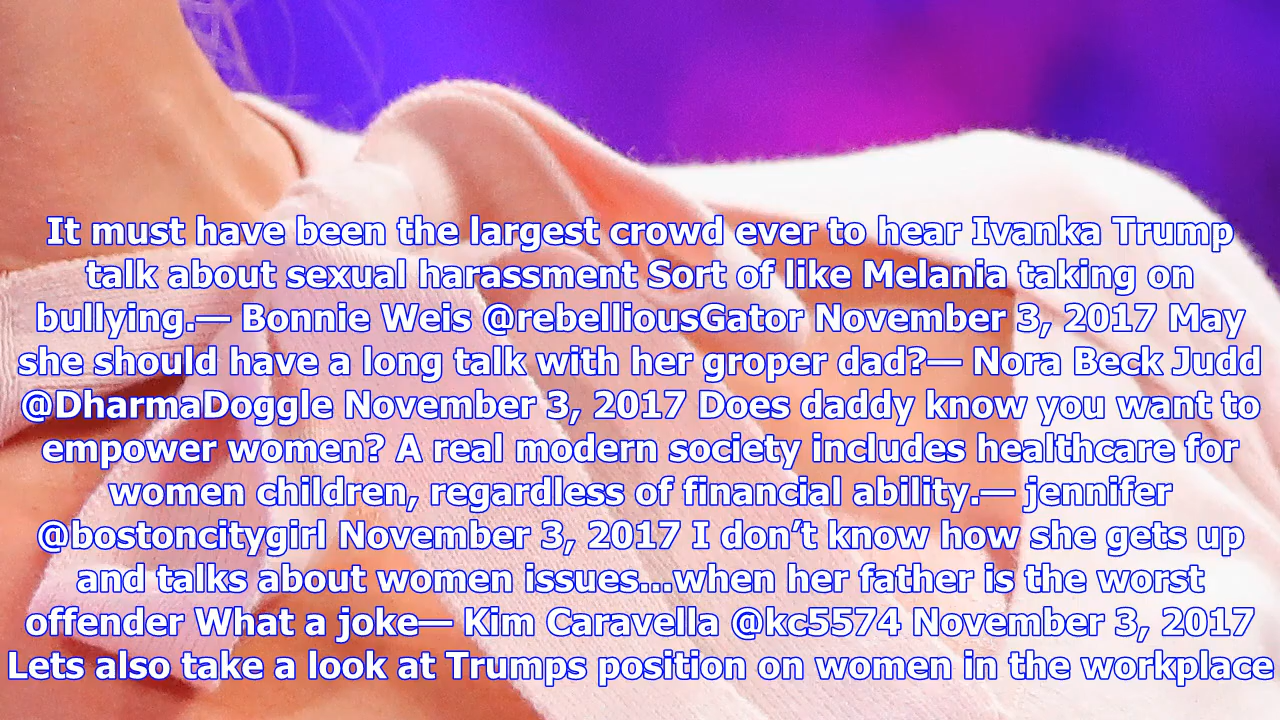 It must have been the largest crowd ever to hear Ivanka Trump
talk about sexual harassment Sort of like Melania taking on
bullying.— Bonnie Weis @rebelliousGator November 3, 2017 May
she should have a long talk with her groper dad?— Nora Beck Judd
@DharmaDoggle November 3, 2017 Does daddy know you want to
empower women? A real modern society includes healthcare for
women children, regardless of financial ability.— jennifer
@bostoncitygirl November 3, 2017 I don’t know how she gets up
and talks about women issues...when her father is the worst
offender What a joke— Kim Caravella @kc5574 November 3, 2017
Lets also take a look at Trumps position on women in the workplace